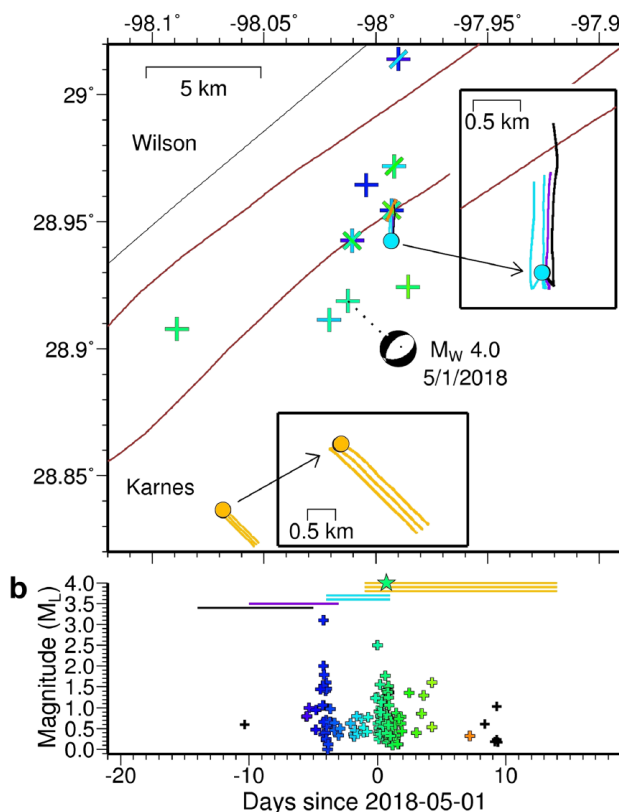 -98.1° -98.05° -98° -97.95° -97.9
29°
5 km
0.5 km
Wilson
28.95°
28.9°
M_W 4.0
5/1/2018
28.85°
Karnes
0.5 km
b
Magnitude (M_L)
4.0
3.5
3.0
2.5
2.0
1.5
1.0
0.5
0.0
-20 -10 0 10
Days since 2018-05-01